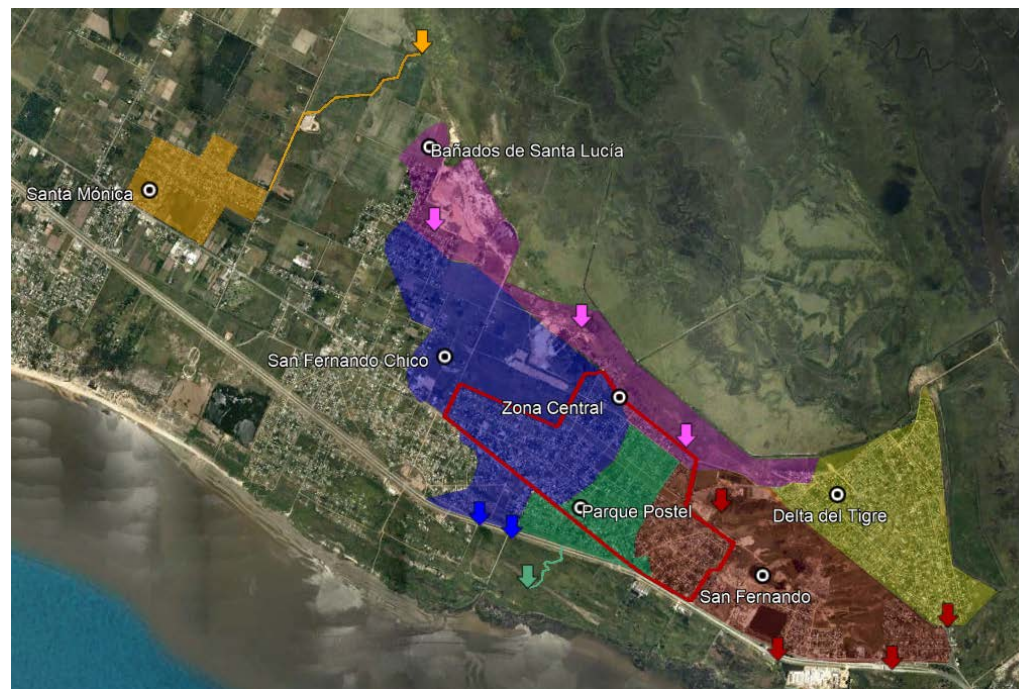 Bañados de Santa Lucía
Santa Mónica
San Fernando Chico
Zona Central
Parque Postel
Delta del Tigre
San Fernando